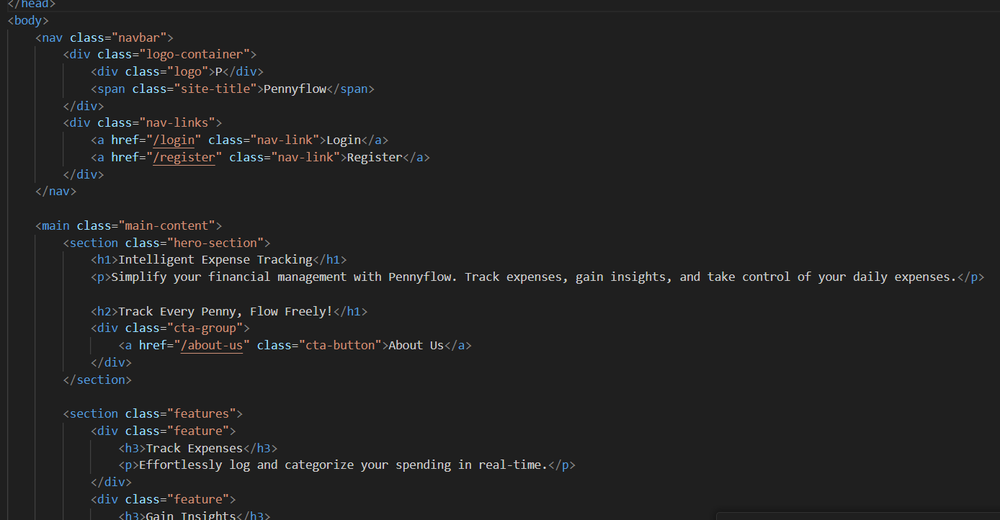 </head>
<body>
    <nav class="navbar">
        <div class="logo-container">
            <div class="logo">P</div>
            <span class="site-title">Pennyflow</span>
        </div>
        <div class="nav-links">
            <a href="/login" class="nav-link">Login</a>
            <a href="/register" class="nav-link">Register</a>
        </div>
    </nav>

    <main class="main-content">
        <section class="hero-section">
            <h1>Intelligent Expense Tracking</h1>
            <p>Simplify your financial management with Pennyflow. Track expenses, gain insights, and take control of your daily expenses.</p>

            <h2>Track Every Penny, Flow Freely!</h1>
            <div class="cta-group">
                <a href="/about-us" class="cta-button">About Us</a>
            </div>
        </section>

        <section class="features">
            <div class="feature">
                <h3>Track Expenses</h3>
                <p>Effortlessly log and categorize your spending in real-time.</p>
            </div>
            <div class="feature">
                <h3>Gain Insights</h3>